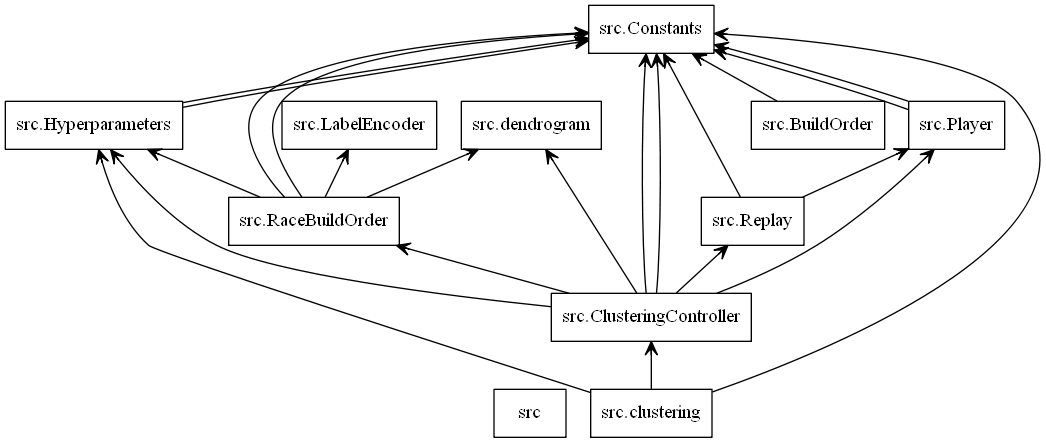 src.Constants
src.Hyperparameters
src.LabelEncoder
src.dendrogram
src.BuildOrder
src.Player
src.RaceBuildOrder
src.Replay
src.ClusteringController
src
src.clustering